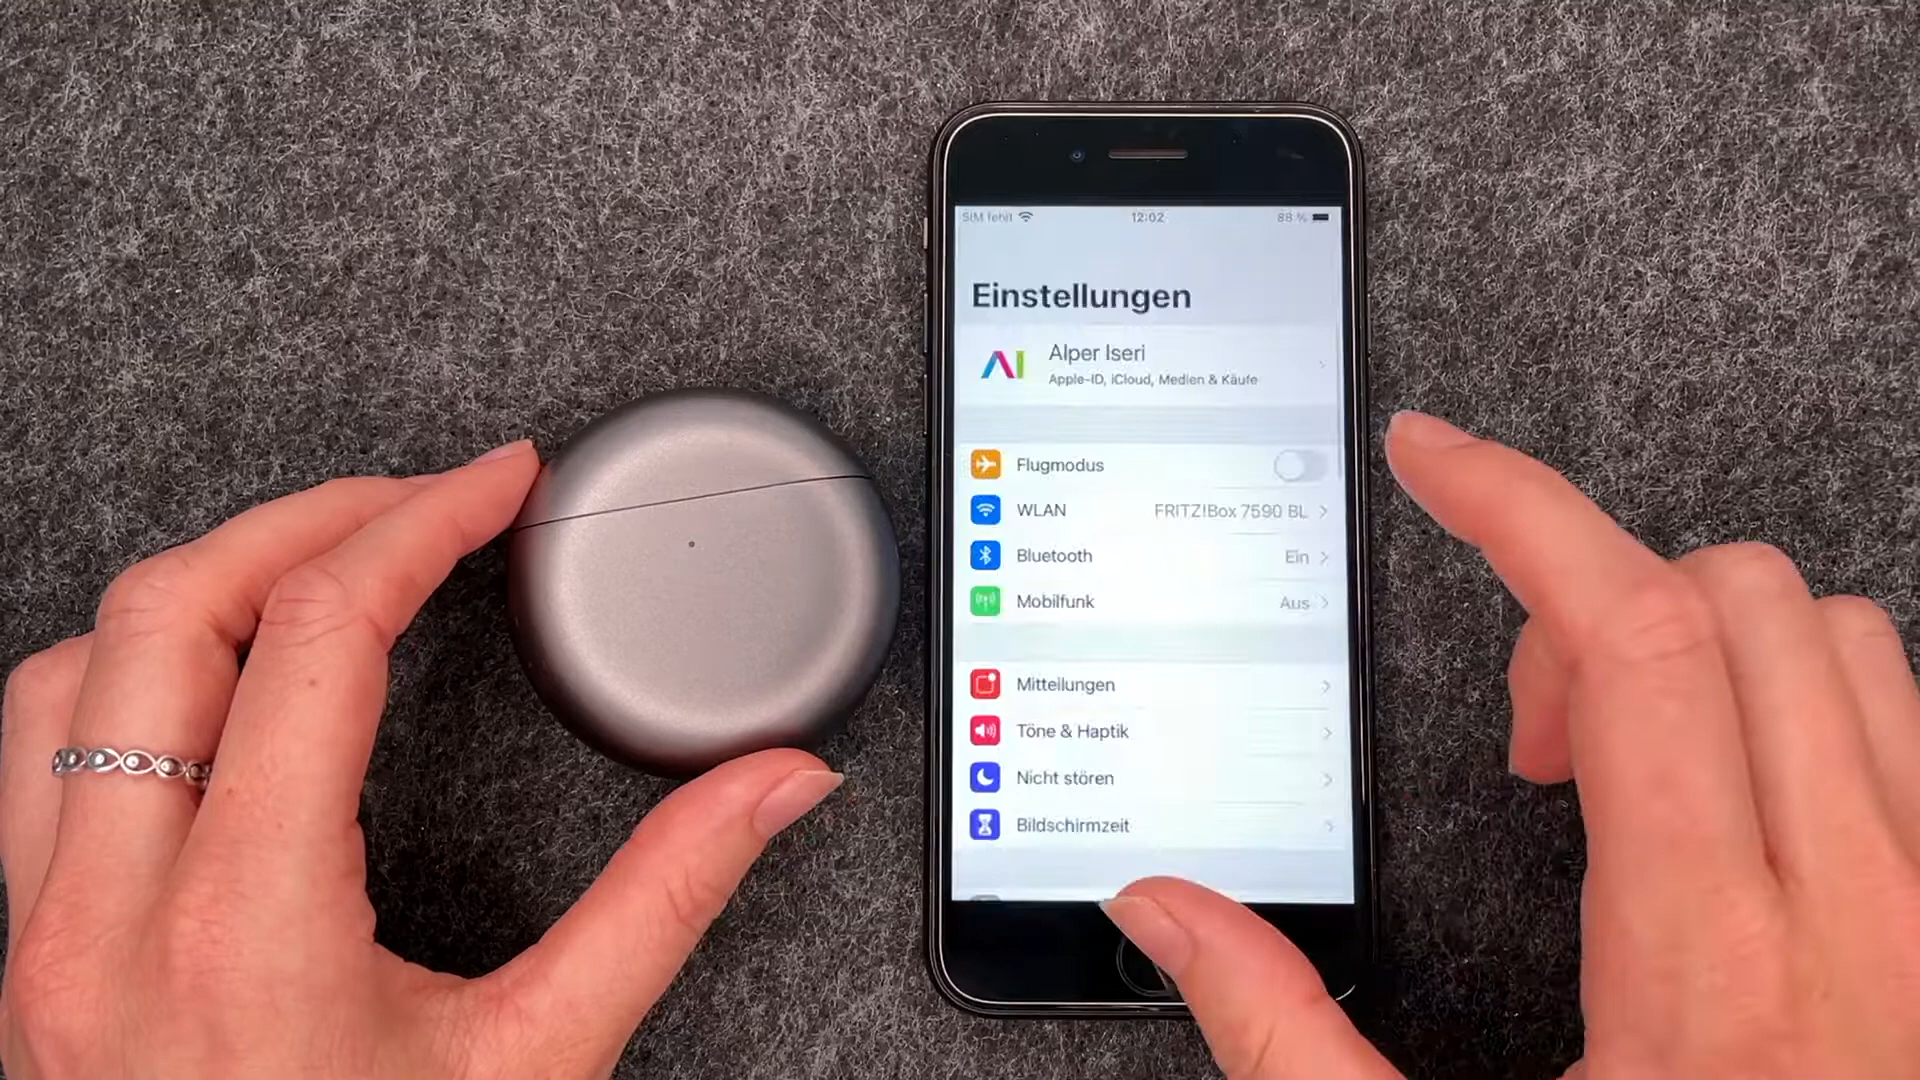 SIM fehlt 12:02 88 %
Einstellungen
Alper Iseri
Apple-ID, iCloud, Medien & Käufe
Flugmodus
WLAN FRITZ!Box 7590 BL
Bluetooth Ein
Mobilfunk Aus
Mitteilungen
Töne & Haptik
Nicht stören
Bildschirmzeit